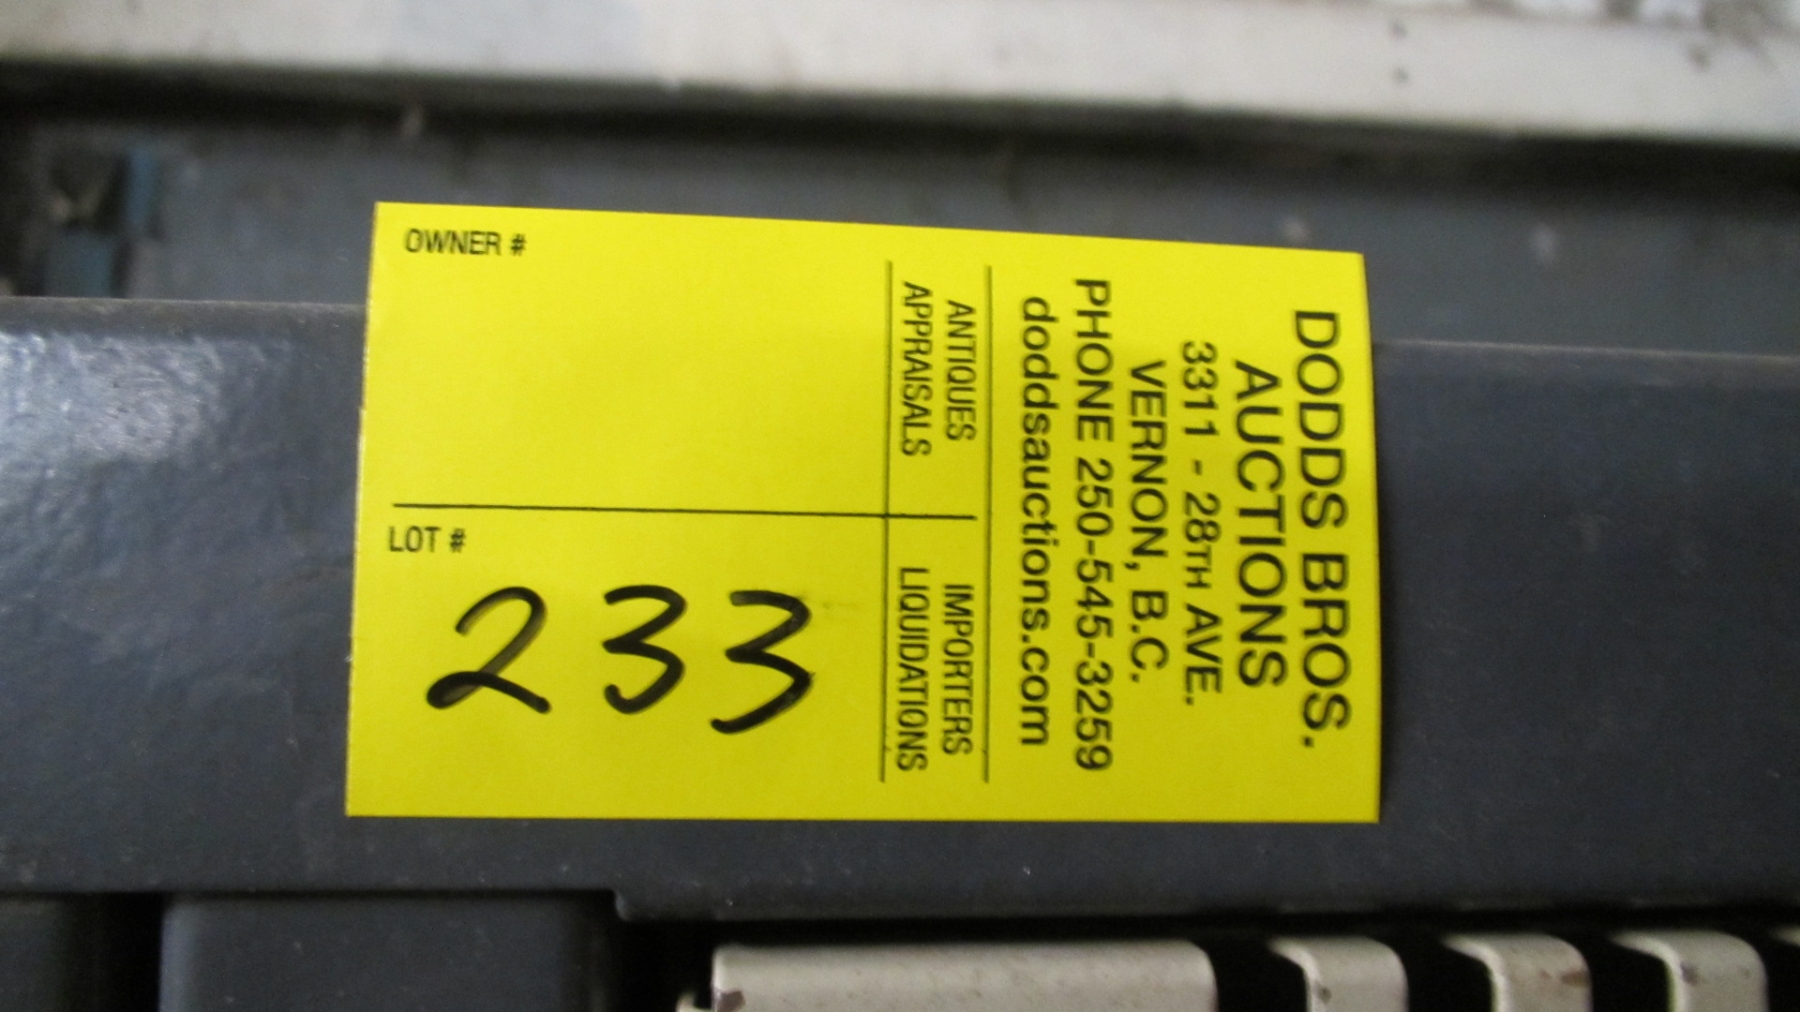 DODDS BROS.
AUCTIONS
3311 - 28TH AVE.
VERNON, B.C.
PHONE 250-545-3259
doddsauctions.com
ANTIQUES IMPORTERS
APPRAISALS LIQUIDATIONS
OWNER #
LOT #
233